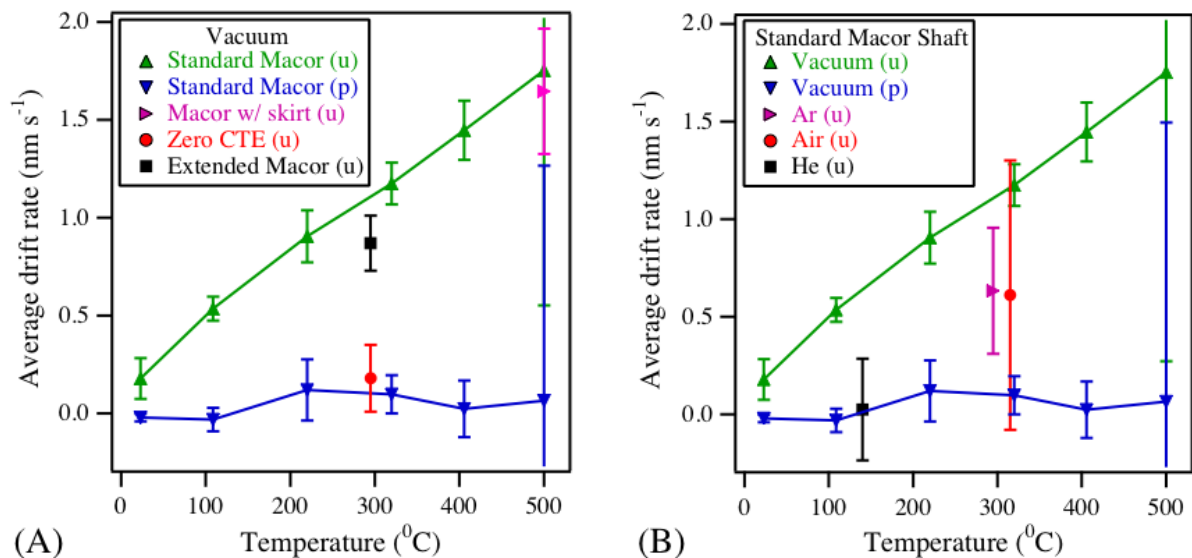 2.0
1.5
1.0
0.5
0.0
Average drift rate (nm s⁻¹)
Vacuum
Standard Macor (u)
Standard Macor (p)
Macor w/ skirt (u)
Zero CTE (u)
Extended Macor (u)
0 100 200 300 400 500
Temperature (⁰C)
(A)
2.0
1.5
1.0
0.5
0.0
Average drift rate (nm s⁻¹)
Standard Macor Shaft
Vacuum (u)
Vacuum (p)
Ar (u)
Air (u)
He (u)
0 100 200 300 400 500
Temperature (⁰C)
(B)